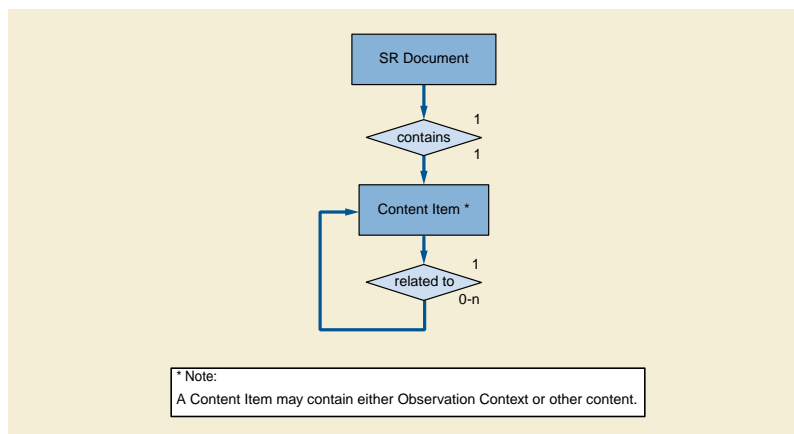 SR Document
1
contains
1
Content Item *
1
related to
0-n
* Note:
A Content Item may contain either Observation Context or other content.